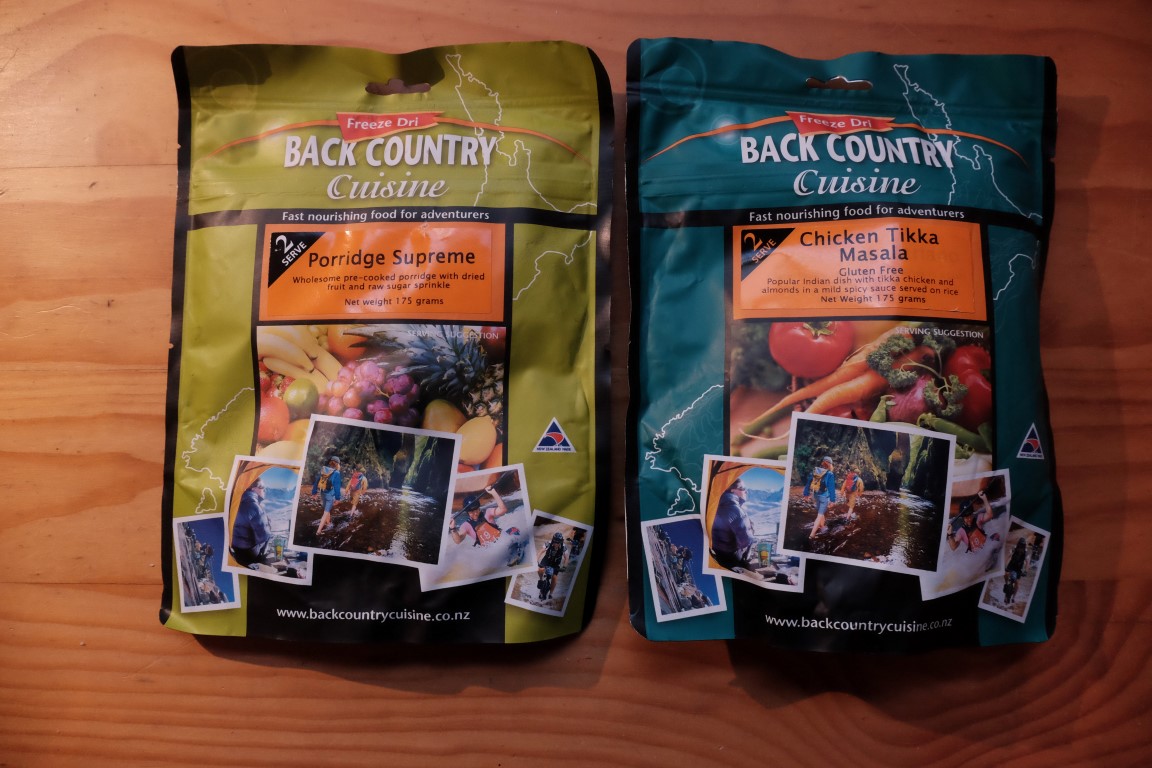 Freeze Dri
BACK COUNTRY
Cuisine
Fast nourishing food for adventurers
2
SERVE
Porridge Supreme
Wholesome pre-cooked porridge with dried
fruit and raw sugar sprinkle
Net weight 175 grams
SERVING SUGGESTION
NEW ZEALAND MADE
www.backcountrycuisine.co.nz
Freeze Dri
BACK COUNTRY
Cuisine
Fast nourishing food for adventurers
2
SERVE
Chicken Tikka
Masala
Gluten Free
Popular Indian dish with tikka chicken and
almonds in a mild spicy sauce served on rice
Net Weight 175 grams
SERVING SUGGESTION
www.backcountrycuisine.co.nz